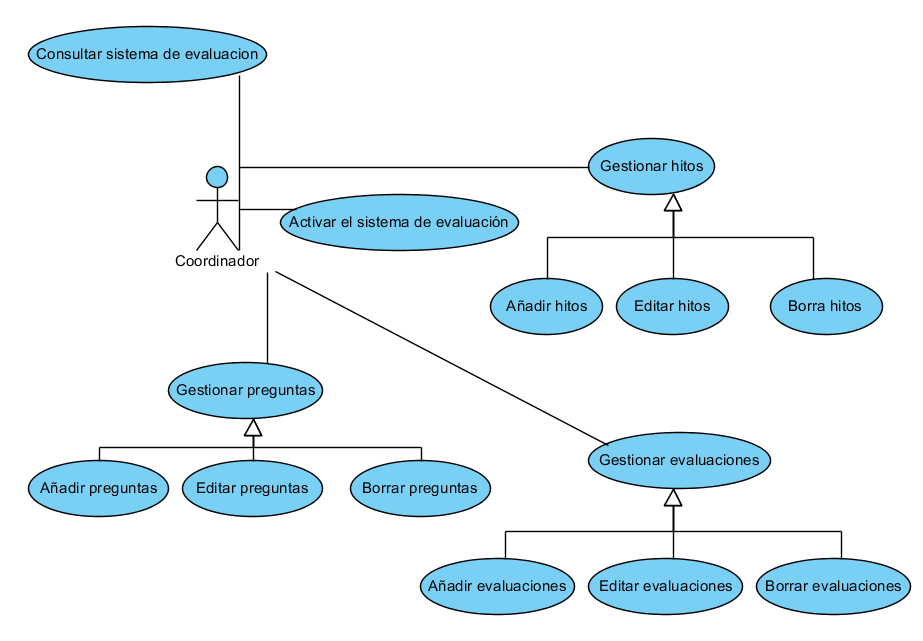 Consultar sistema de evaluacion
Gestionar hitos
Activar el sistema de evaluación
Coordinador
Añadir hitos
Editar hitos
Borra hitos
Gestionar preguntas
Gestionar evaluaciones
Añadir preguntas
Editar preguntas
Borrar preguntas
Añadir evaluaciones
Editar evaluaciones
Borrar evaluaciones